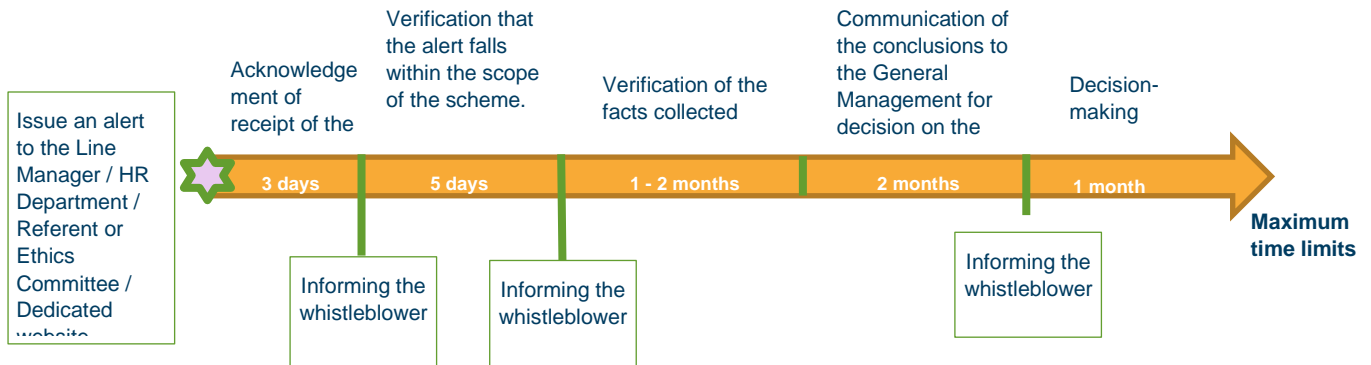 Issue an alert
to the Line
Manager / HR
Department /
Referent or
Ethics
Committee /
Dedicated
website
Acknowledge
ment of
receipt of the
Verification that
the alert falls
within the scope
of the scheme.
Verification of the
facts collected
Communication of
the conclusions to
the General
Management for
decision on the
Decision-
making
3 days
5 days
1 - 2 months
2 months
1 month
Maximum
time limits
Informing the
whistleblower
Informing the
whistleblower
Informing the
whistleblower